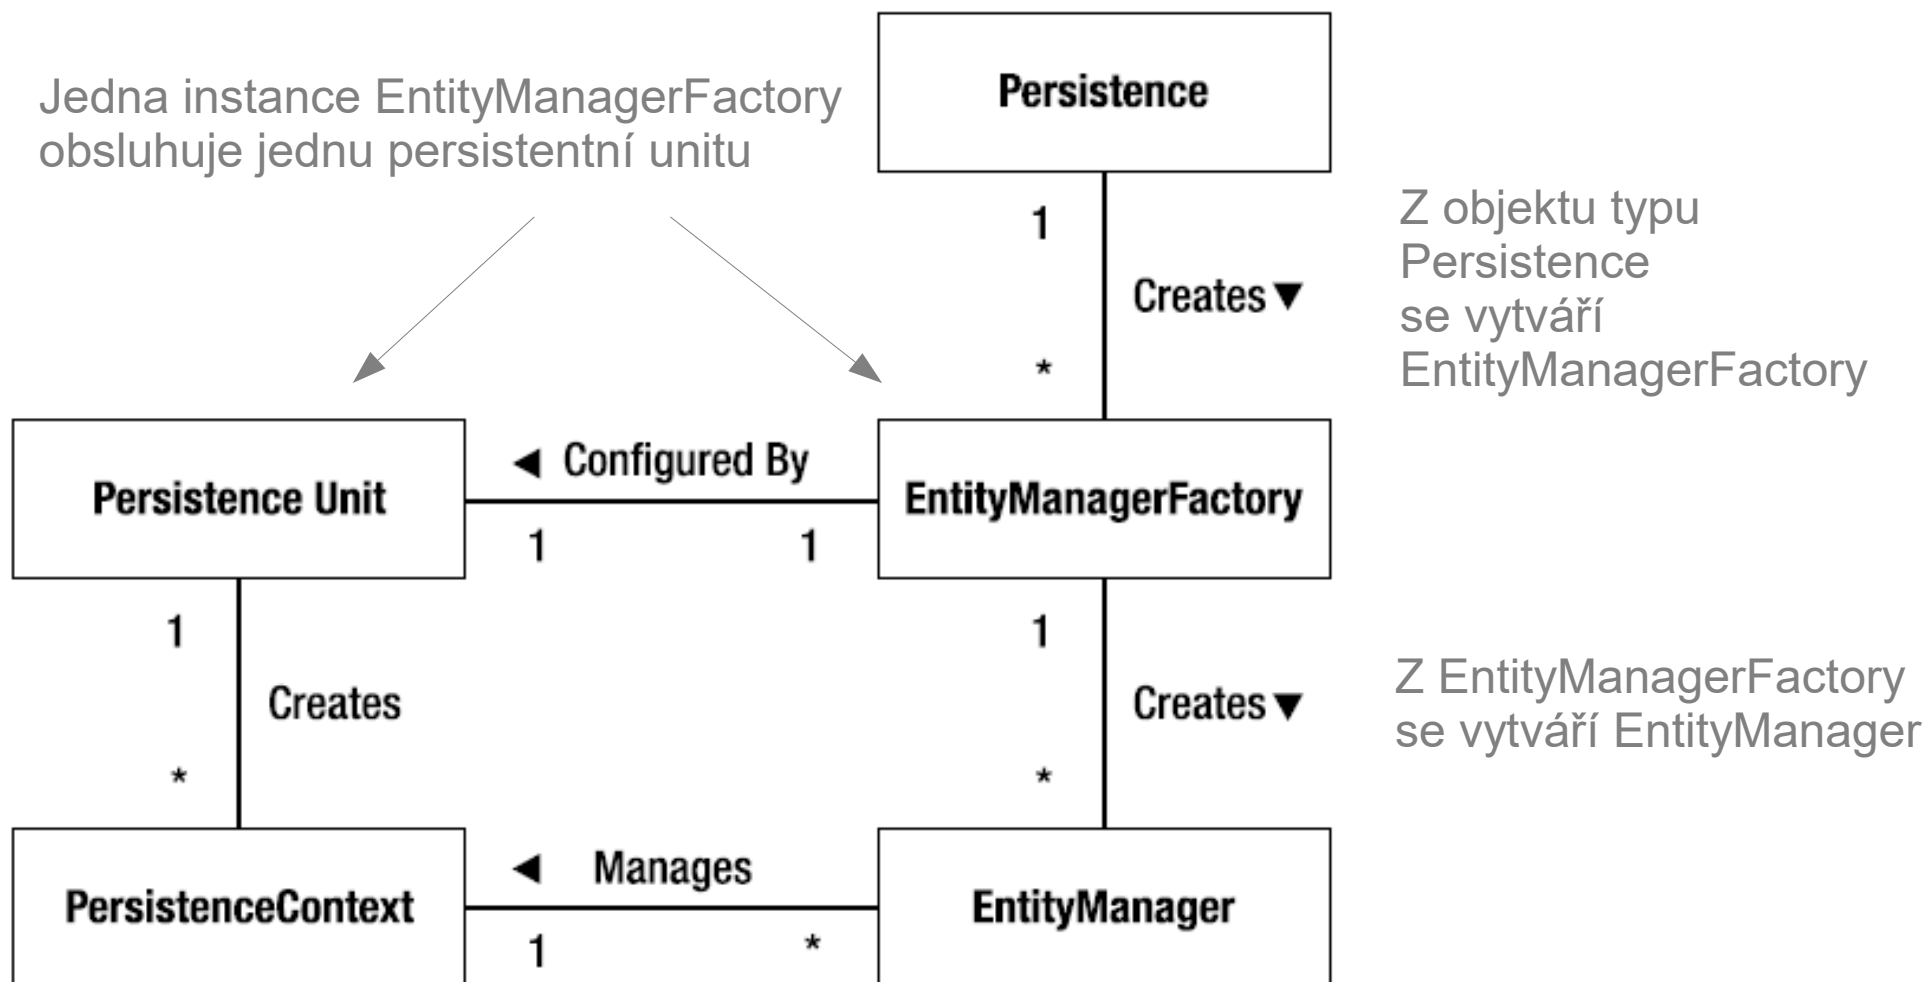 Persistence
Jedna instance EntityManagerFactory
obsluhuje jednu persistentní unitu
1
Creates ▼
*
Z objektu typu
Persistence
se vytváří
EntityManagerFactory
Persistence Unit
◄ Configured By
1 1
EntityManagerFactory
1
Creates
*
1
Creates ▼
*
Z EntityManagerFactory
se vytváří EntityManager
PersistenceContext
◄ Manages
1 *
EntityManager